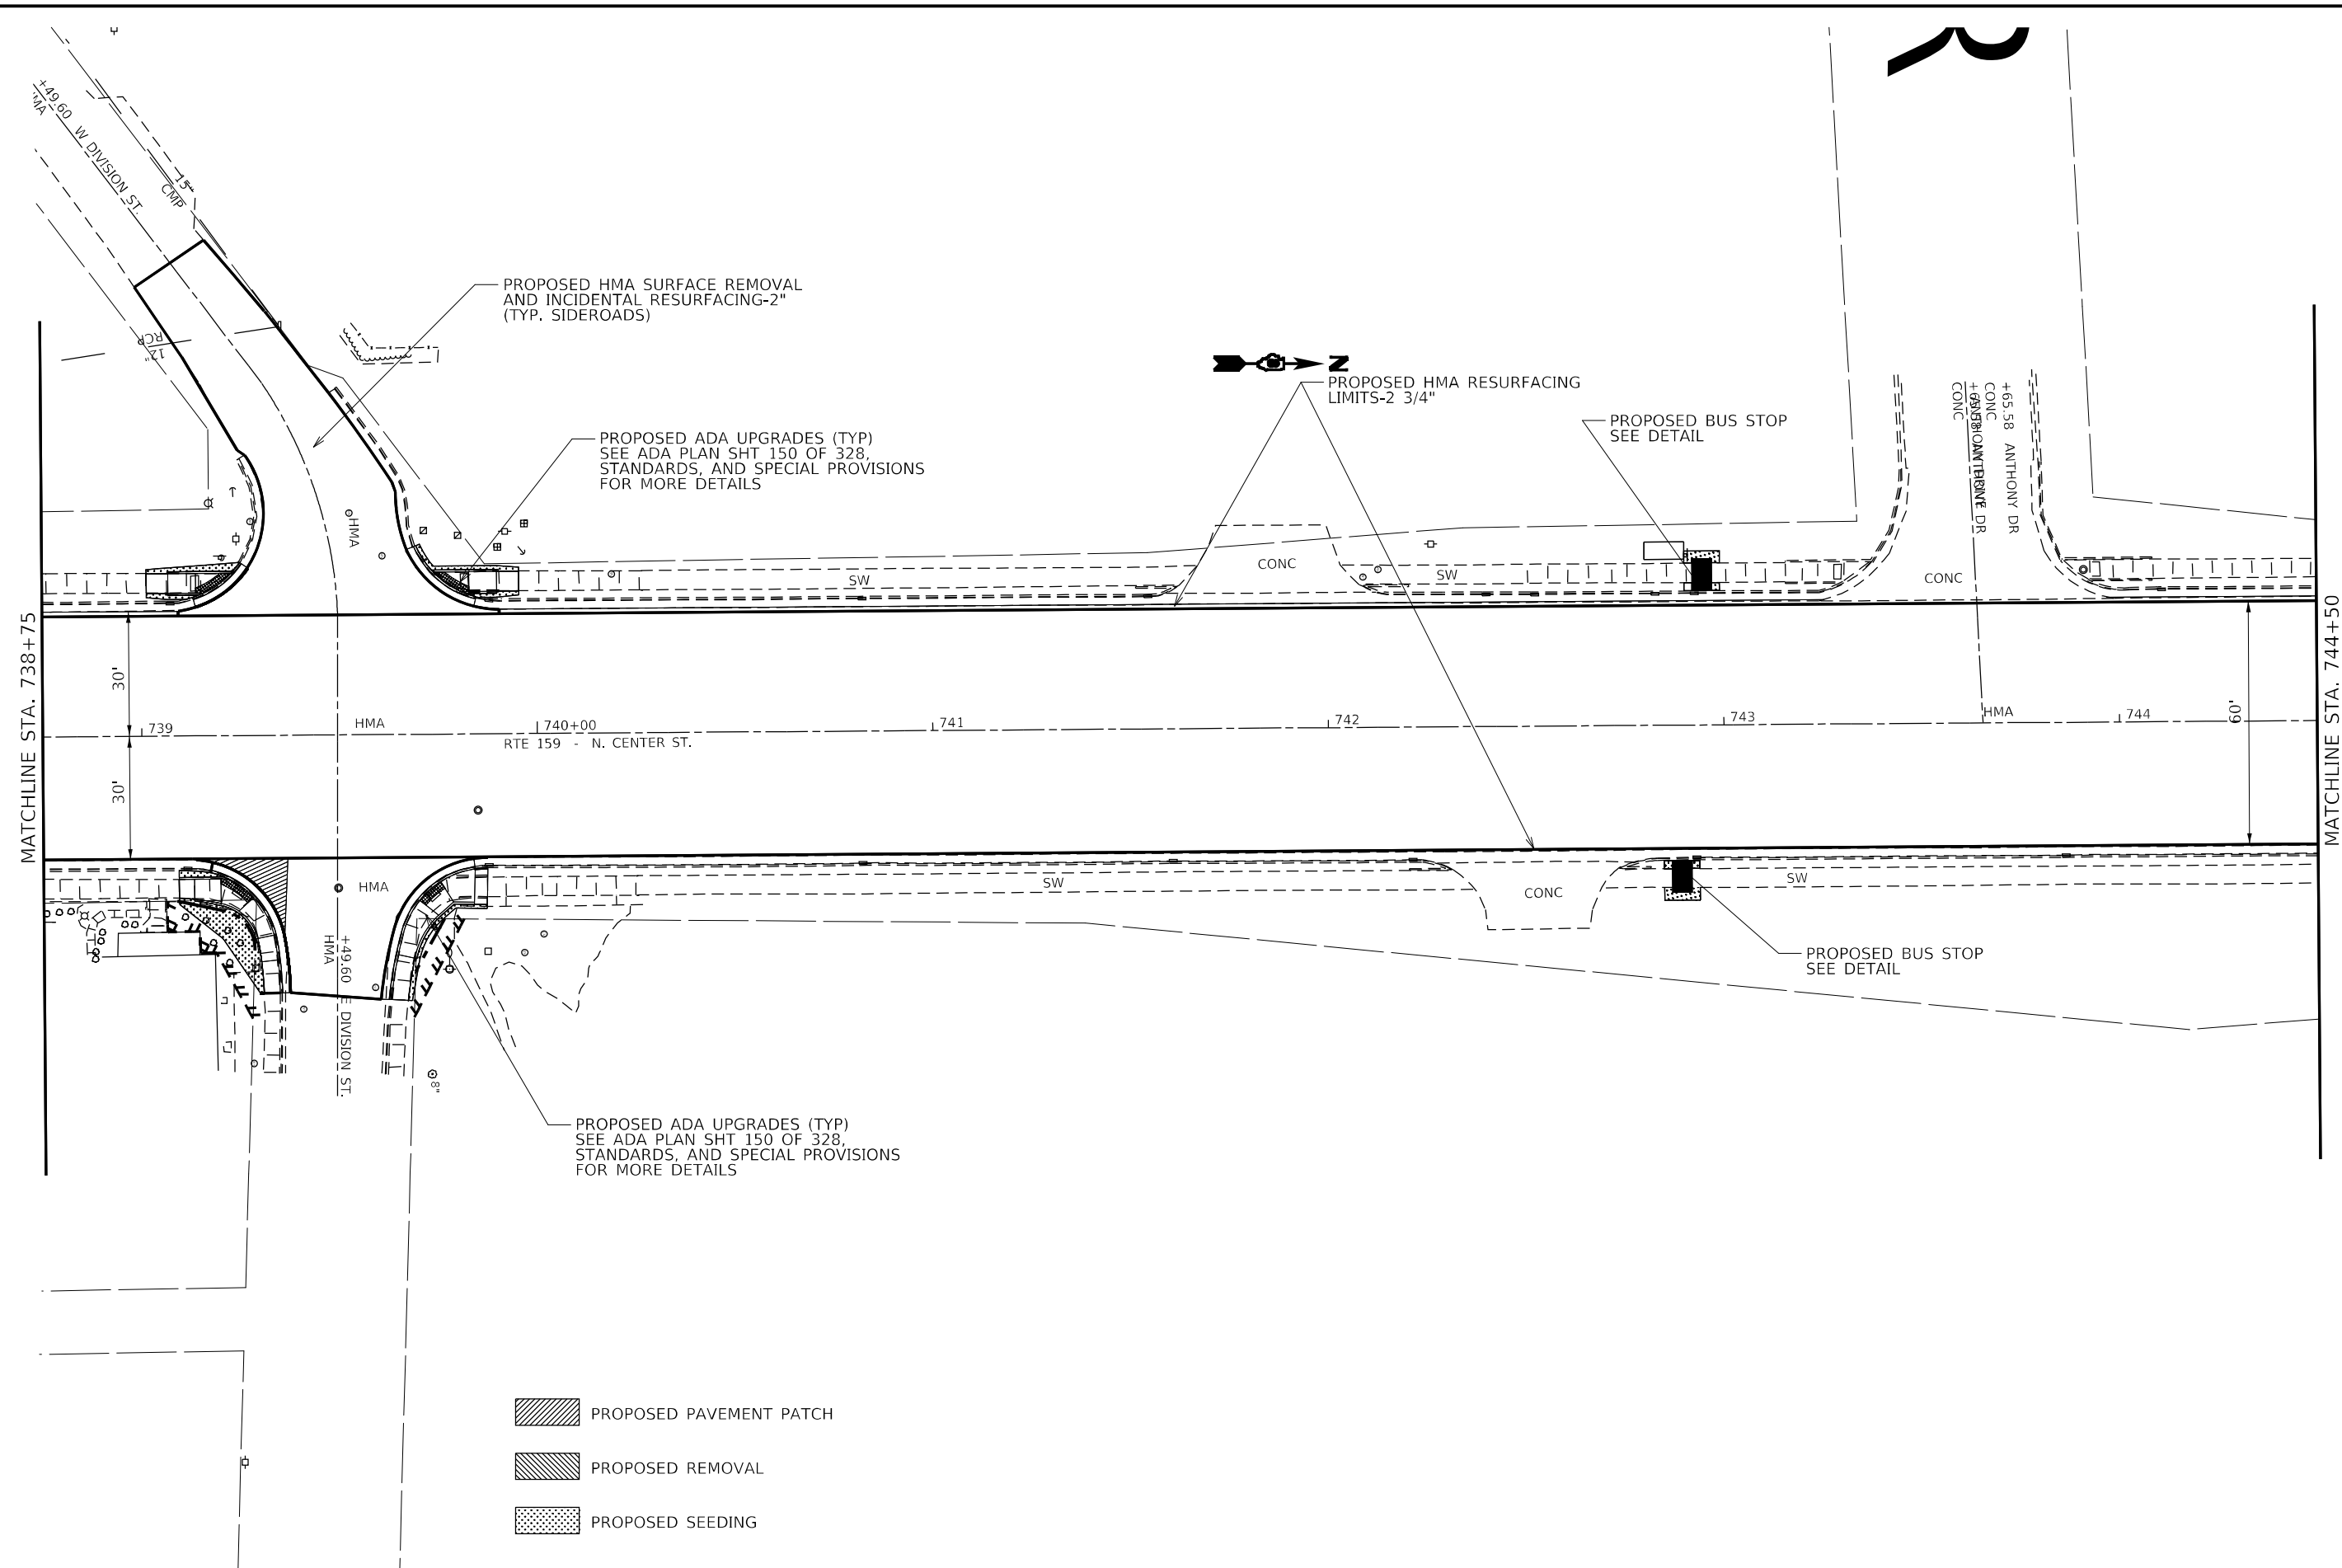 R
+49.60 W DIVISION ST.
HMA
15"
CMP
12"
RCP
PROPOSED HMA SURFACE REMOVAL
AND INCIDENTAL RESURFACING-2"
(TYP. SIDEROADS)
N
PROPOSED HMA RESURFACING
LIMITS-2 3/4"
PROPOSED BUS STOP
SEE DETAIL
PROPOSED ADA UPGRADES (TYP)
SEE ADA PLAN SHT 150 OF 328,
STANDARDS, AND SPECIAL PROVISIONS
FOR MORE DETAILS
+65.58 ANTHONY DR
CONC
CONC
HMA
SW
CONC
SW
CONC
MATCHLINE STA. 738+75
30'
30'
739
HMA
740+00
741
742
743
HMA
744
60'
MATCHLINE STA. 744+50
RTE 159 - N. CENTER ST.
HMA
SW
CONC
SW
+49.60 E DIVISION ST.
HMA
8"
PROPOSED BUS STOP
SEE DETAIL
PROPOSED ADA UPGRADES (TYP)
SEE ADA PLAN SHT 150 OF 328,
STANDARDS, AND SPECIAL PROVISIONS
FOR MORE DETAILS
PROPOSED PAVEMENT PATCH
PROPOSED REMOVAL
PROPOSED SEEDING